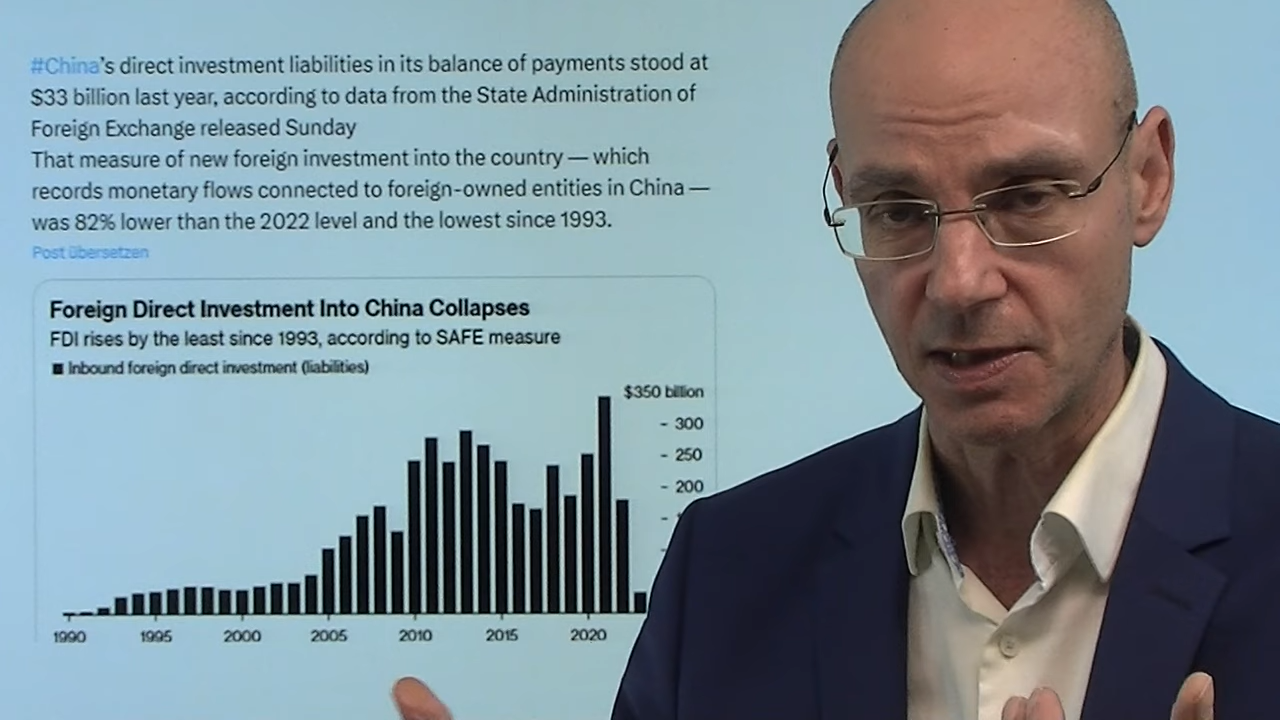 #China's direct investment liabilities in its balance of payments stood at
$33 billion last year, according to data from the State Administration of
Foreign Exchange released Sunday
That measure of new foreign investment into the country — which
records monetary flows connected to foreign-owned entities in China —
was 82% lower than the 2022 level and the lowest since 1993.
Post übersetzen
Foreign Direct Investment Into China Collapses
FDI rises by the least since 1993, according to SAFE measure
Inbound foreign direct investment (liabilities)
$350 billion
300
250
200
1990 1995 2000 2005 2010 2015 2020